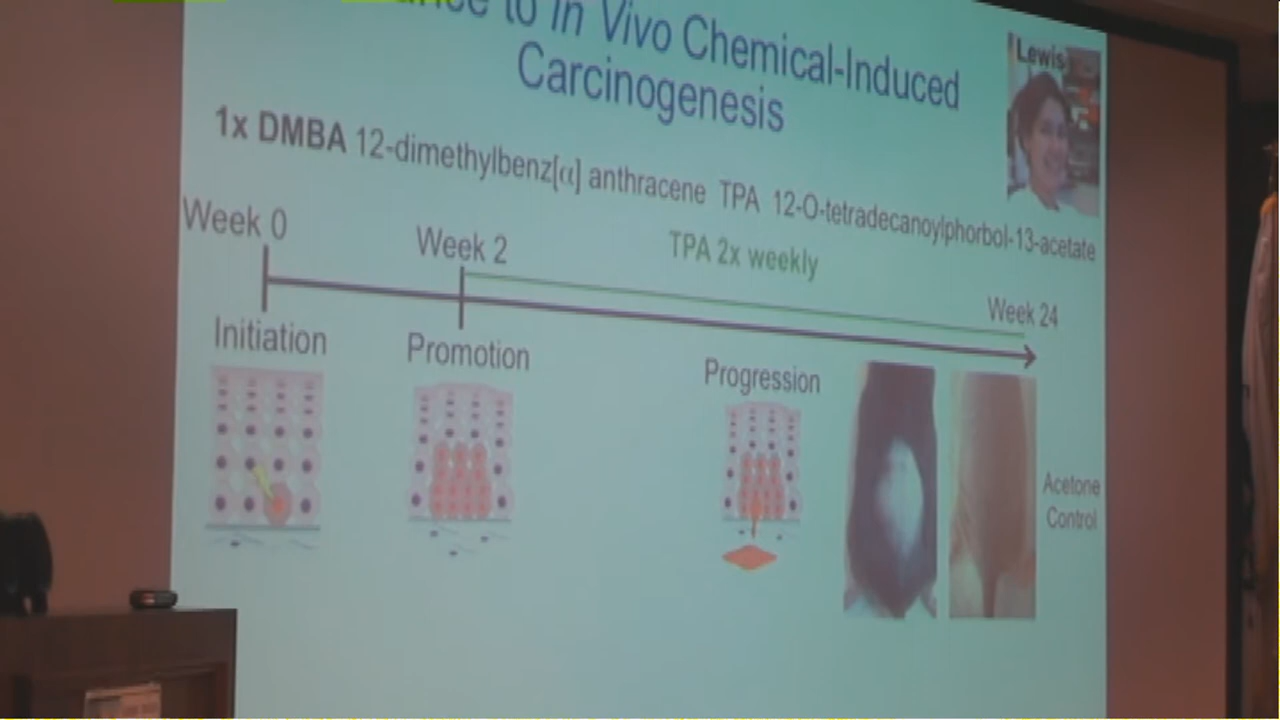 to In Vivo Chemical-Induced
Carcinogenesis
Lewis
1x DMBA 12-dimethylbenz[α] anthracene TPA 12-O-tetradecanoylphorbol-13-acetate
Week 0
Week 2
TPA 2x weekly
Week 24
Initiation
Promotion
Progression
Acetone
Control